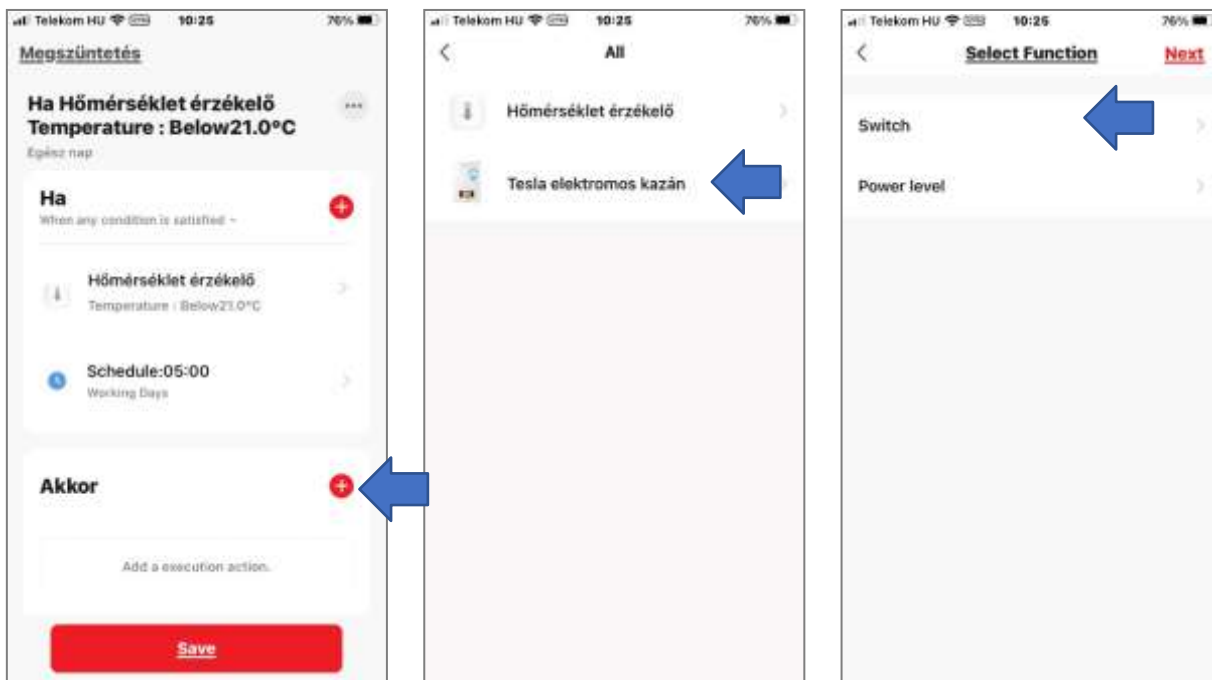 Telekom HU 10:25 76%
Megszüntetés
Ha Hőmérséklet érzékelő
Temperature : Below21.0°C
Egész nap
Ha
When any condition is satisfied
Hőmérséklet érzékelő
Temperature : Below21.0°C
Schedule:05:00
Working Days
Akkor
Add a execution action.
Save
Telekom HU 10:25 76%
All
Hőmérséklet érzékelő
Tesla elektromos kazán
Telekom HU 10:25 76%
Select Function
Next
Switch
Power level